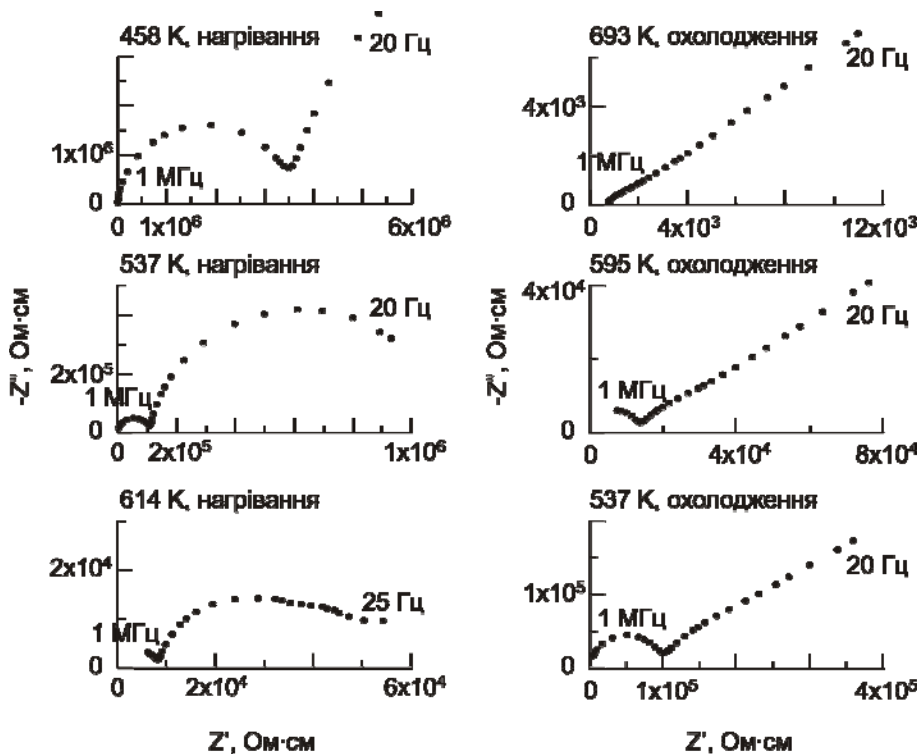 458 K, нагрівання
20 Гц
1x10⁶
1 МГц
0
0 1x10⁶ 6x10⁶
537 K, нагрівання
20 Гц
2x10⁵
1 МГц
0
0 2x10⁵ 1x10⁶
614 K, нагрівання
2x10⁴
25 Гц
1 МГц
0
0 2x10⁴ 6x10⁴
-Z", Ом·см
Z', Ом·см
693 K, охолодження
20 Гц
4x10³
1 МГц
0
0 4x10³ 12x10³
595 K, охолодження
4x10⁴
20 Гц
1 МГц
0
0 4x10⁴ 8x10⁴
537 K, охолодження
20 Гц
1x10⁵
1 МГц
0
0 1x10⁵ 4x10⁵
-Z", Ом·см
Z', Ом·см